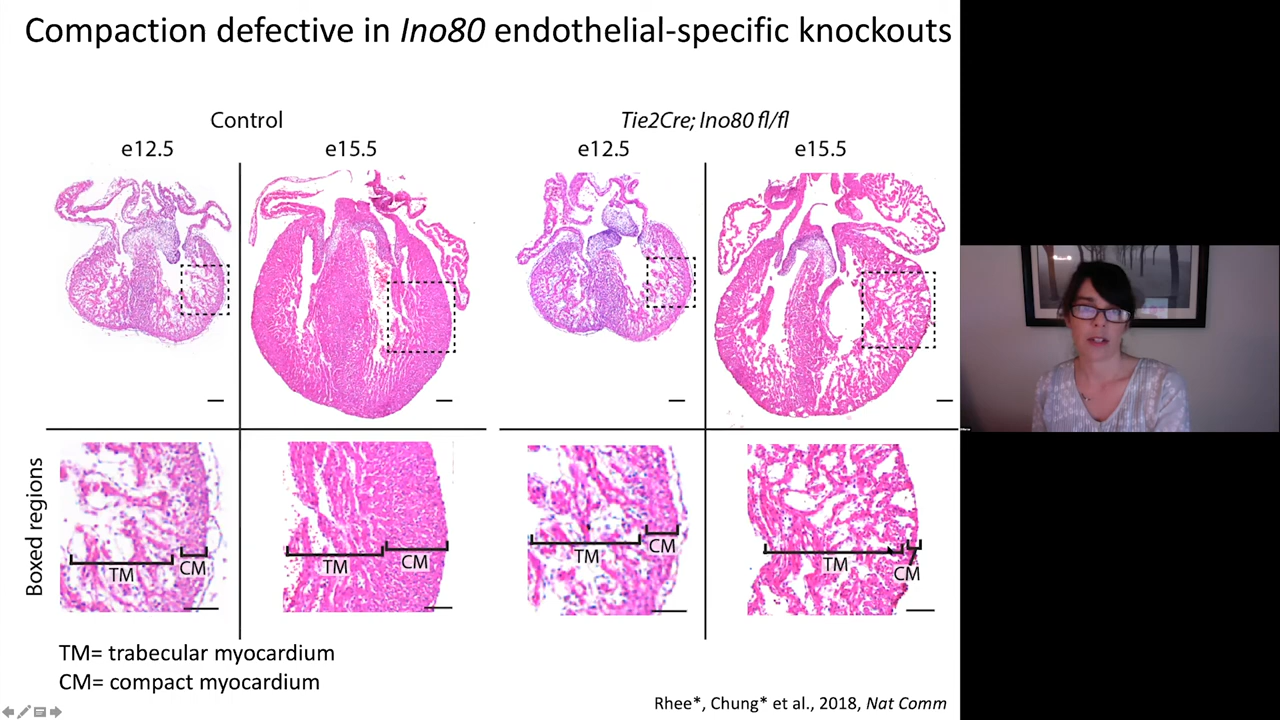 Compaction defective in Ino80 endothelial-specific knockouts
Control
Tie2Cre; Ino80 fl/fl
e12.5
e15.5
e12.5
e15.5
Boxed regions
TM
CM
TM
CM
TM
CM
TM
CM
TM= trabecular myocardium
CM= compact myocardium
Rhee*, Chung* et al., 2018, Nat Comm